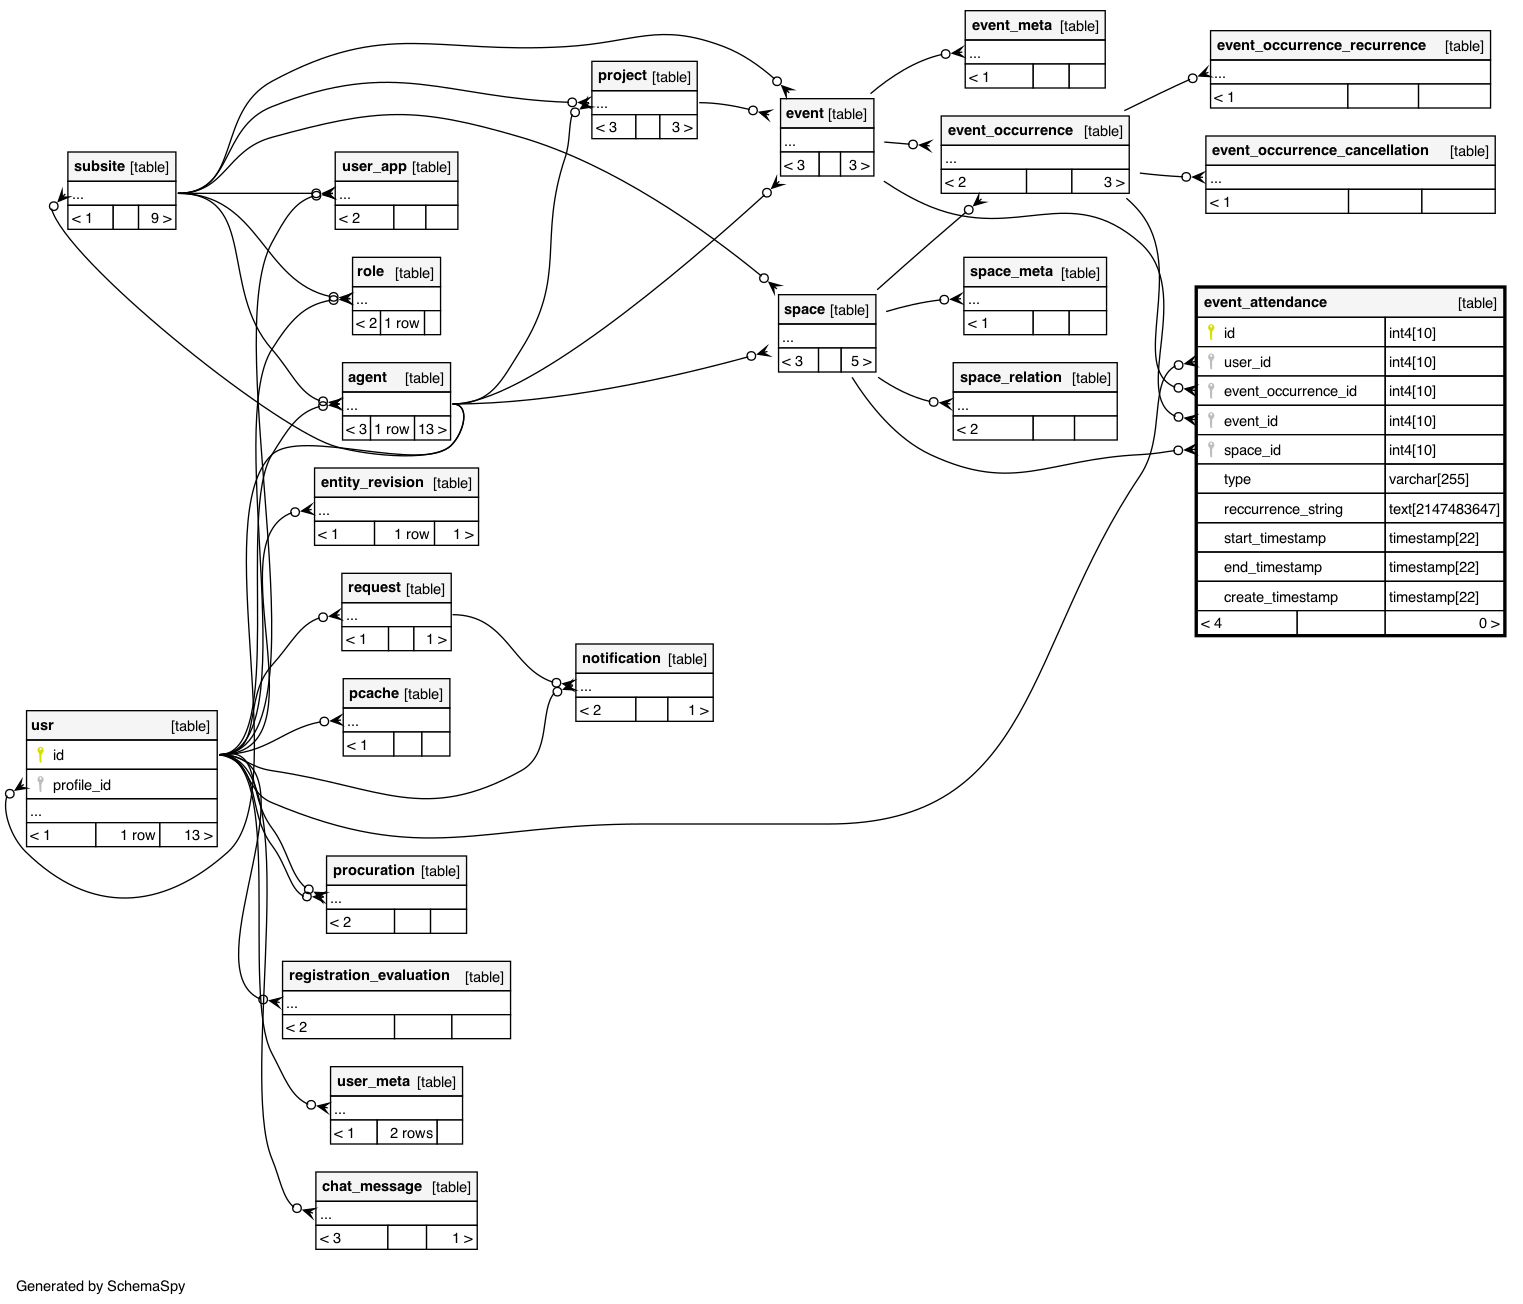 event_meta [table]
...
< 1
event_occurrence_recurrence [table]
...
< 1
project [table]
...
< 3 3 >
event [table]
...
< 3 3 >
event_occurrence [table]
...
< 2 3 >
event_occurrence_cancellation [table]
...
< 1
subsite [table]
...
< 1 9 >
user_app [table]
...
< 2
role [table]
...
< 2 1 row
space_meta [table]
...
< 1
space [table]
...
< 3 5 >
agent [table]
...
< 3 1 row 13 >
space_relation [table]
...
< 2
event_attendance [table]
id int4[10]
user_id int4[10]
event_occurrence_id int4[10]
event_id int4[10]
space_id int4[10]
type varchar[255]
reccurrence_string text[2147483647]
start_timestamp timestamp[22]
end_timestamp timestamp[22]
create_timestamp timestamp[22]
< 4 0 >
entity_revision [table]
...
< 1 1 row 1 >
request [table]
...
< 1 1 >
notification [table]
...
< 2 1 >
pcache [table]
...
< 1
usr [table]
id
profile_id
...
< 1 1 row 13 >
procuration [table]
...
< 2
registration_evaluation [table]
...
< 2
user_meta [table]
...
< 1 2 rows
chat_message [table]
...
< 3 1 >
Generated by SchemaSpy